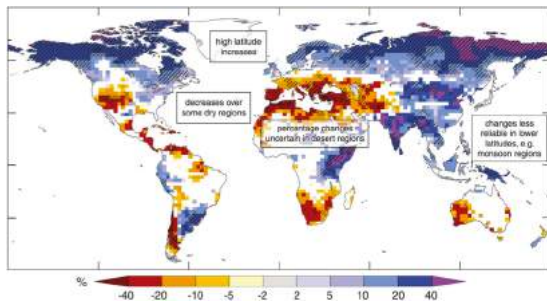 high latitude
increases
decreases over
some dry regions
percentage changes
uncertain in desert regions
changes less
reliable in lower
latitudes, e.g.
monsoon regions
%
-40 -20 -10 -5 -2 2 5 10 20 40